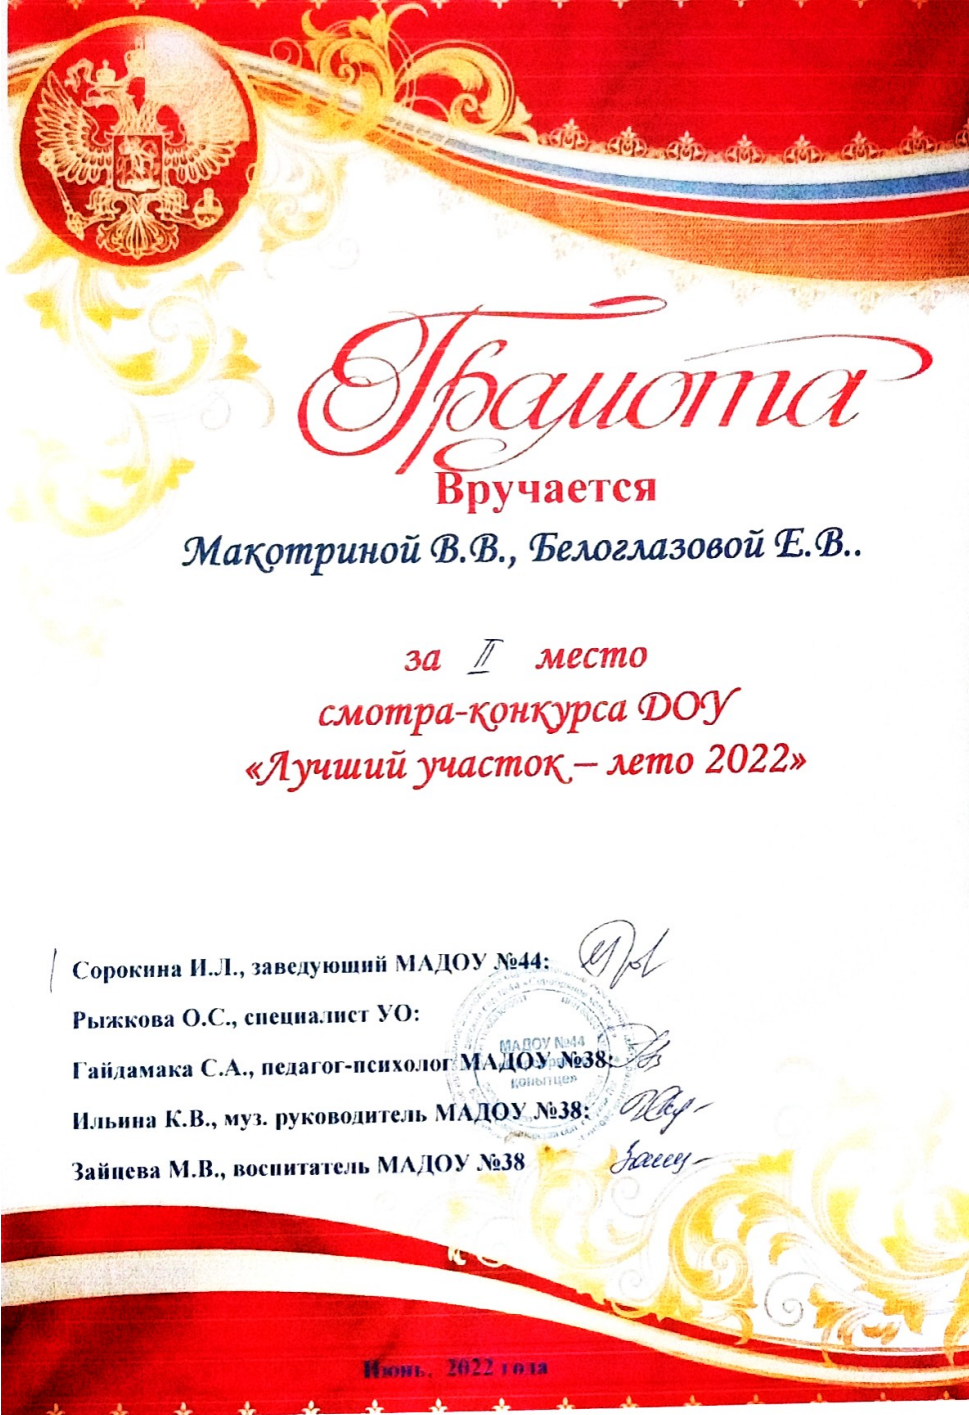 Грамота
Вручается
Макотриной В.В., Белоглазовой Е.В..
за II место
смотра-конкурса ДОУ
«Лучший участок – лето 2022»
Сорокина И.Л., заведующий МАДОУ №44:
Рыжкова О.С., специалист УО:
Гайдамака С.А., педагог-психолог МАДОУ №38:
Ильина К.В., муз. руководитель МАДОУ №38:
Зайцева М.В., воспитатель МАДОУ №38
МАДОУ №44
копытце»
Июнь, 2022 года